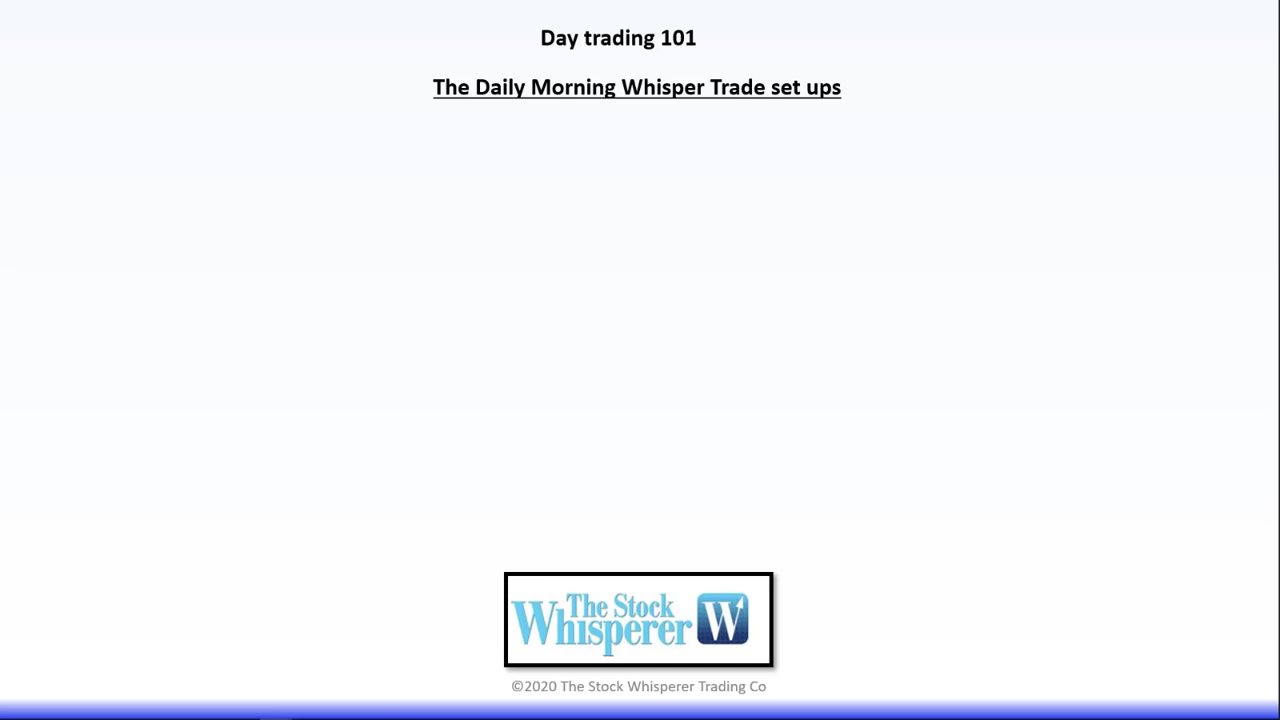 Day trading 101
The Daily Morning Whisper Trade set ups
The Stock
Whisperer W
©2020 The Stock Whisperer Trading Co